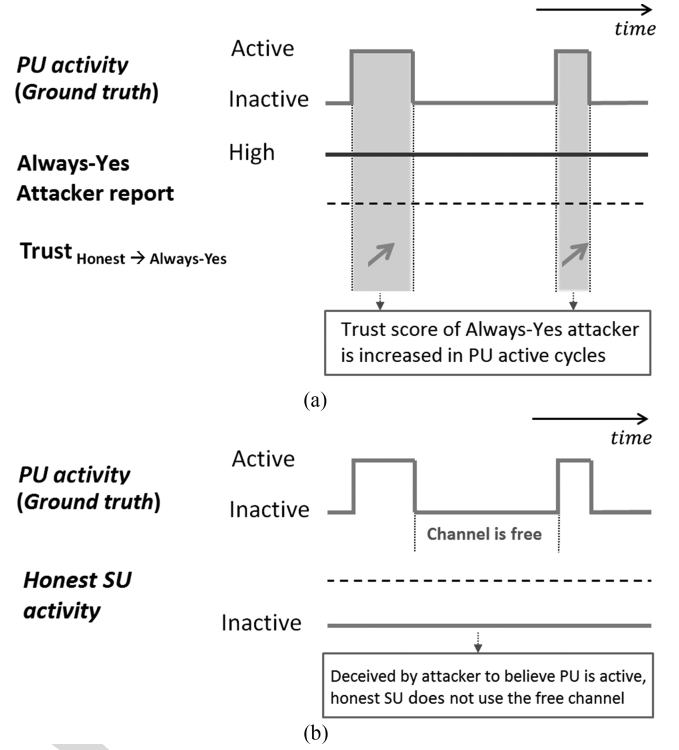 time
PU activity
(Ground truth)
Active
Inactive
Always-Yes
Attacker report
High
Trust Honest → Always-Yes
Trust score of Always-Yes attacker
is increased in PU active cycles
(a)
time
PU activity
(Ground truth)
Active
Inactive
Channel is free
Honest SU
activity
Inactive
Deceived by attacker to believe PU is active,
honest SU does not use the free channel
(b)